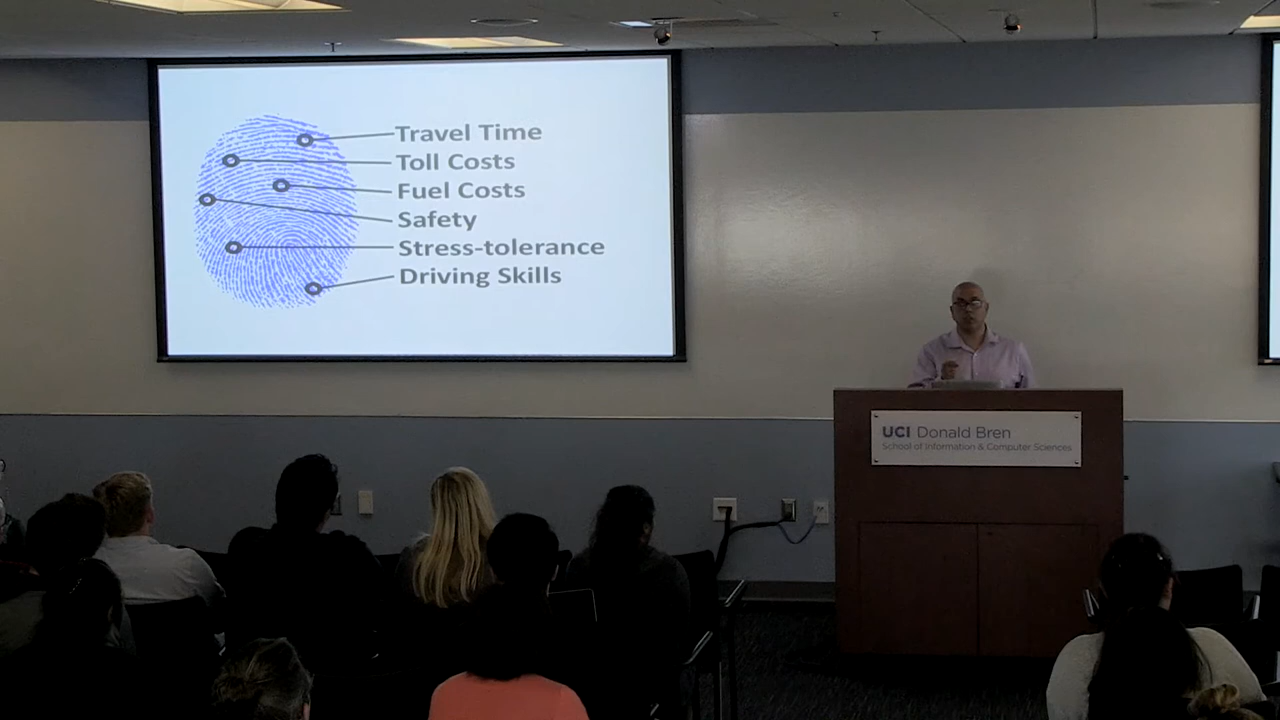 Travel Time
Toll Costs
Fuel Costs
Safety
Stress-tolerance
Driving Skills
UCI Donald Bren
School of Information & Computer Sciences